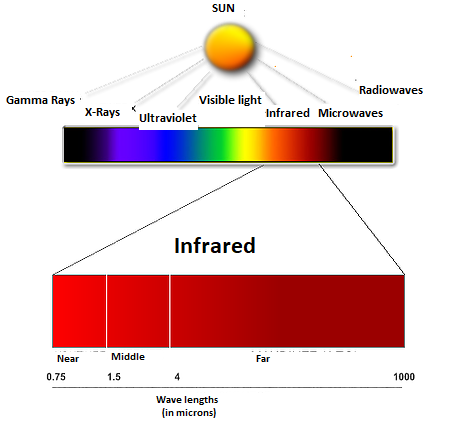 SUN
Gamma Rays
X-Rays
Ultraviolet
Visible light
Infrared
Microwaves
Radiowaves
Infrared
Near
Middle
Far
0.75
1.5
4
1000
Wave lengths
(in microns)